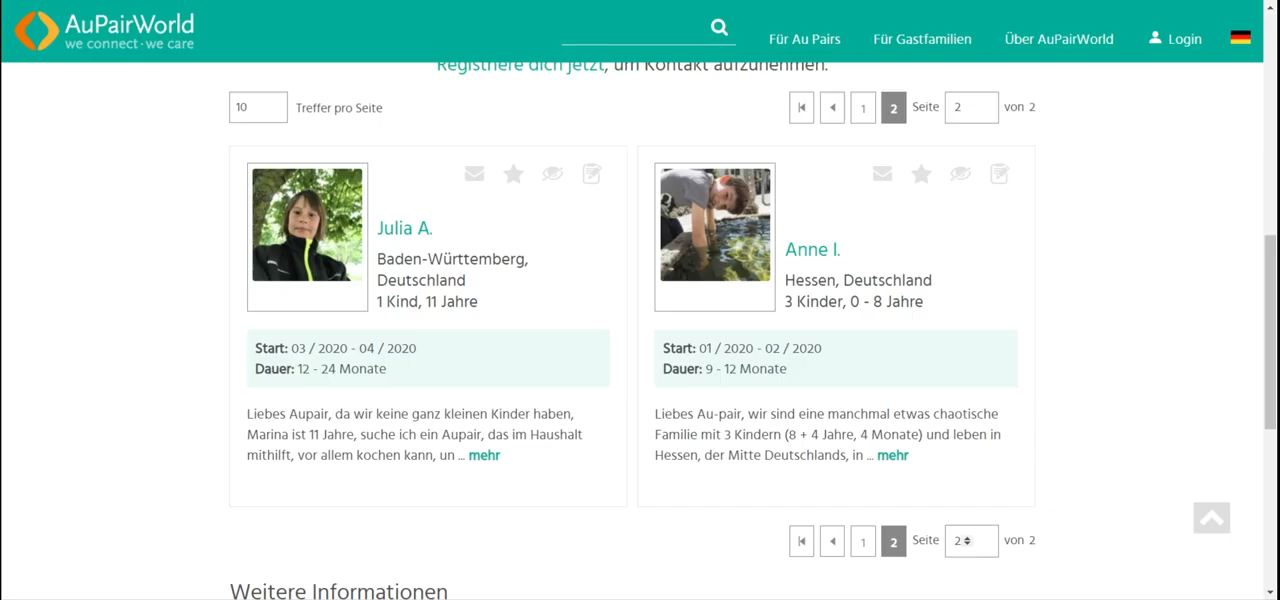 AuPairWorld
we connect · we care
Für Au Pairs
Für Gastfamilien
Über AuPairWorld
Login
Registriere dich jetzt, um Kontakt aufzunehmen.
10 Treffer pro Seite
1 2 Seite 2 von 2
Julia A.
Baden-Württemberg,
Deutschland
1 Kind, 11 Jahre
Start: 03 / 2020 - 04 / 2020
Dauer: 12 - 24 Monate
Liebes Aupair, da wir keine ganz kleinen Kinder haben,
Marina ist 11 Jahre, suche ich ein Aupair, das im Haushalt
mithilft, vor allem kochen kann, un ... mehr
Anne I.
Hessen, Deutschland
3 Kinder, 0 - 8 Jahre
Start: 01 / 2020 - 02 / 2020
Dauer: 9 - 12 Monate
Liebes Au-pair, wir sind eine manchmal etwas chaotische
Familie mit 3 Kindern (8 + 4 Jahre, 4 Monate) und leben in
Hessen, der Mitte Deutschlands, in ... mehr
1 2 Seite 2 von 2
Weitere Informationen